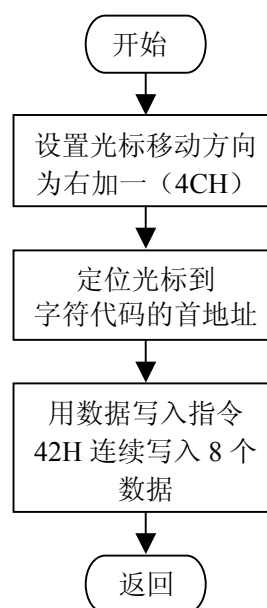 开始
设置光标移动方向
为右加一（4CH）
定位光标到
字符代码的首地址
用数据写入指令
42H 连续写入 8 个
数据
返回